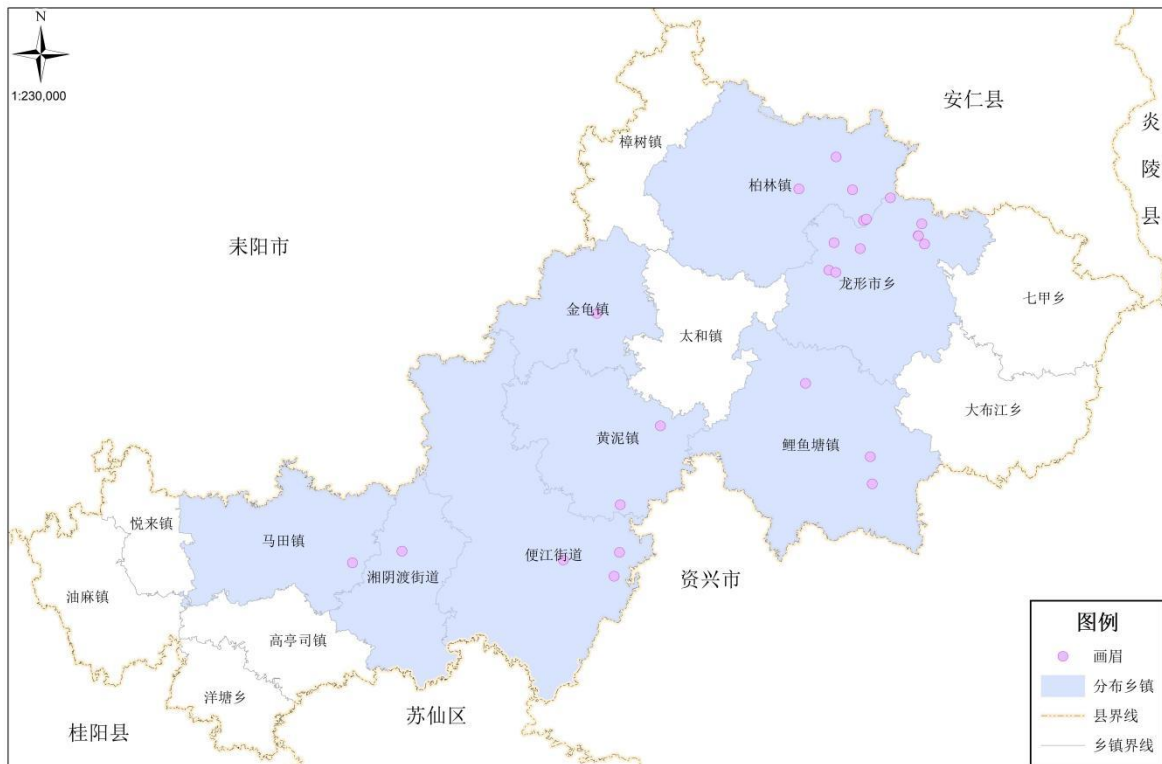 N
1:230,000
安仁县
炎陵县
樟树镇
柏林镇
耒阳市
龙形市乡
七甲乡
金龟镇
太和镇
大布江乡
黄泥镇
鲤鱼塘镇
悦来镇
马田镇
便江街道
湘阴渡街道
资兴市
油麻镇
高亭司镇
洋塘乡
苏仙区
桂阳县
图例
画眉
分布乡镇
县界线
乡镇界线